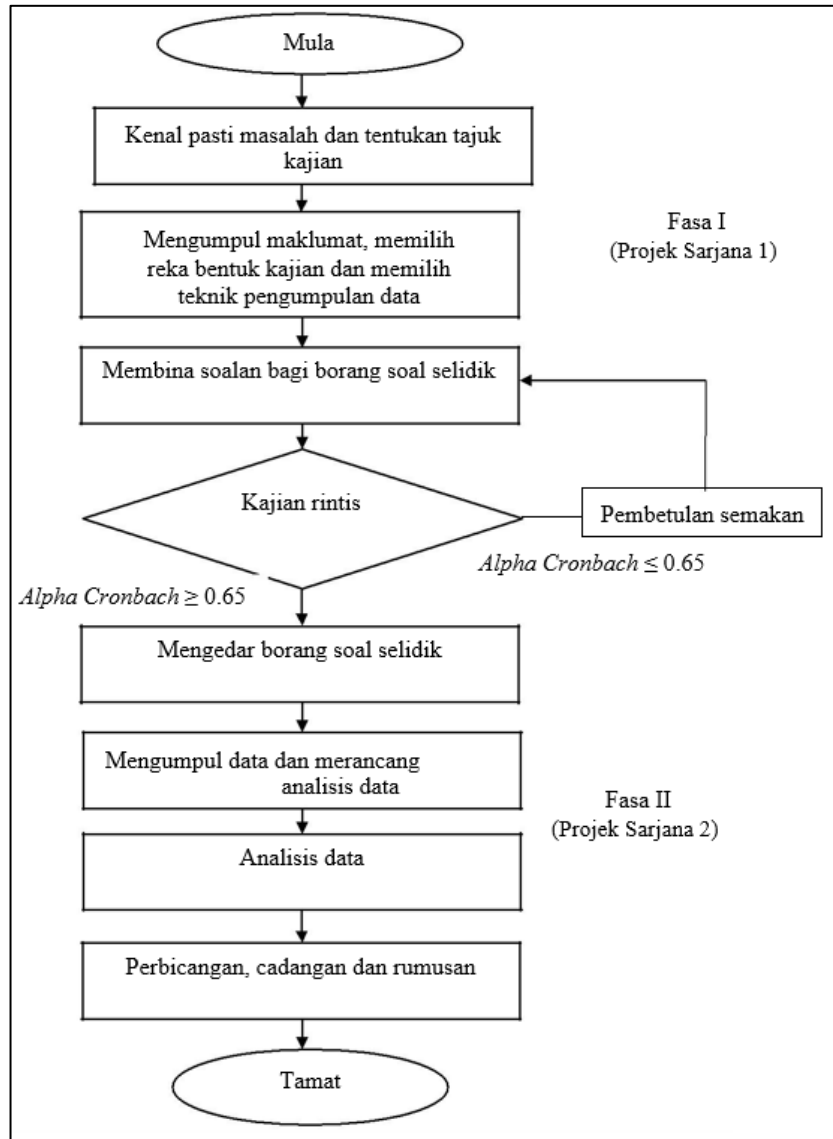 Mula
Kenal pasti masalah dan tentukan tajuk
kajian
Fasa I
(Projek Sarjana 1)
Mengumpul maklumat, memilih
reka bentuk kajian dan memilih
teknik pengumpulan data
Membina soalan bagi borang soal selidik
Kajian rintis
Pembetulan semakan
Alpha Cronbach ≤ 0.65
Alpha Cronbach ≥ 0.65
Mengedar borang soal selidik
Mengumpul data dan merancang
analisis data
Fasa II
(Projek Sarjana 2)
Analisis data
Perbicangan, cadangan dan rumusan
Tamat